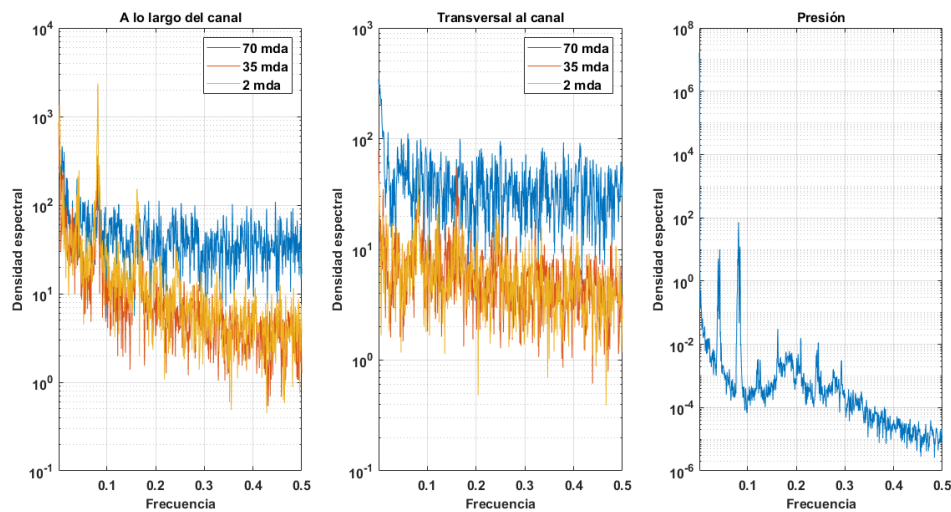 A lo largo del canal
10^4
10^3
10^2
10^1
10^0
10^-1
Densidad espectral
0.1 0.2 0.3 0.4 0.5
Frecuencia
70 mda
35 mda
2 mda
Transversal al canal
10^3
10^2
10^1
10^0
10^-1
Densidad espectral
0.1 0.2 0.3 0.4 0.5
Frecuencia
70 mda
35 mda
2 mda
Presión
10^8
10^6
10^4
10^2
10^0
10^-2
10^-4
10^-6
Densidad espectral
0.1 0.2 0.3 0.4 0.5
Frecuencia